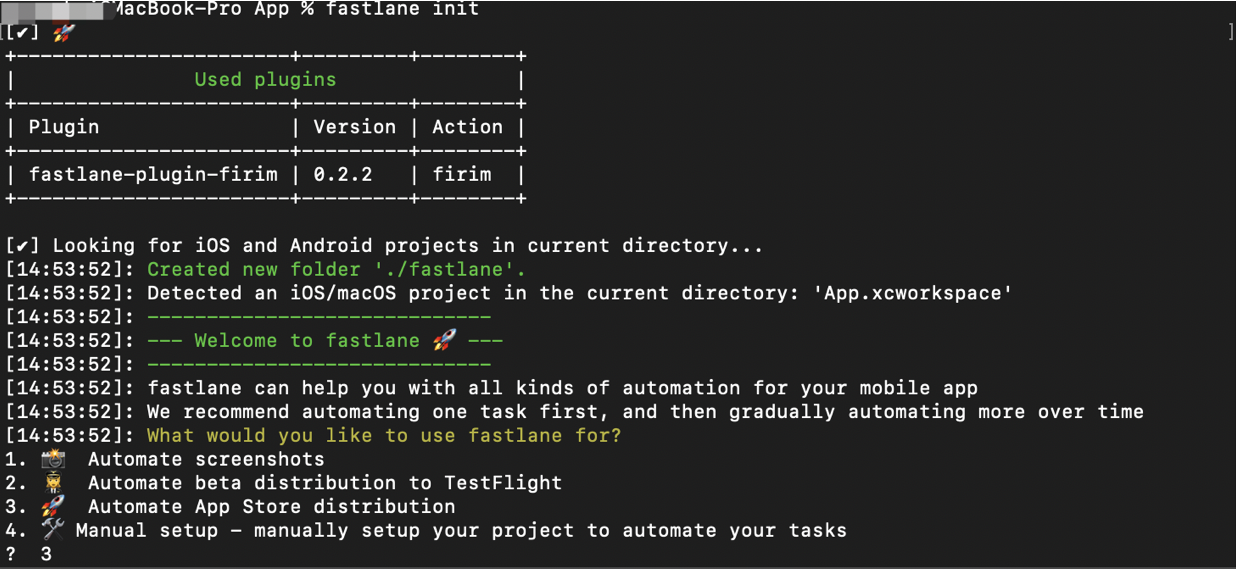 MacBook-Pro App % fastlane init
[✔] 🚀
+-----------------------+---------+--------+
|               Used plugins               |
+-----------------------+---------+--------+
| Plugin                | Version | Action |
+-----------------------+---------+--------+
| fastlane-plugin-firim | 0.2.2   | firim  |
+-----------------------+---------+--------+
[✔] Looking for iOS and Android projects in current directory...
[14:53:52]: Created new folder './fastlane'.
[14:53:52]: Detected an iOS/macOS project in the current directory: 'App.xcworkspace'
[14:53:52]: -----------------------------
[14:53:52]: --- Welcome to fastlane 🚀 ---
[14:53:52]: -----------------------------
[14:53:52]: fastlane can help you with all kinds of automation for your mobile app
[14:53:52]: We recommend automating one task first, and then gradually automating more over time
[14:53:52]: What would you like to use fastlane for?
1. 📸  Automate screenshots
2. 👩‍✈️  Automate beta distribution to TestFlight
3. 🚀  Automate App Store distribution
4. 🛠 Manual setup - manually setup your project to automate your tasks
?  3